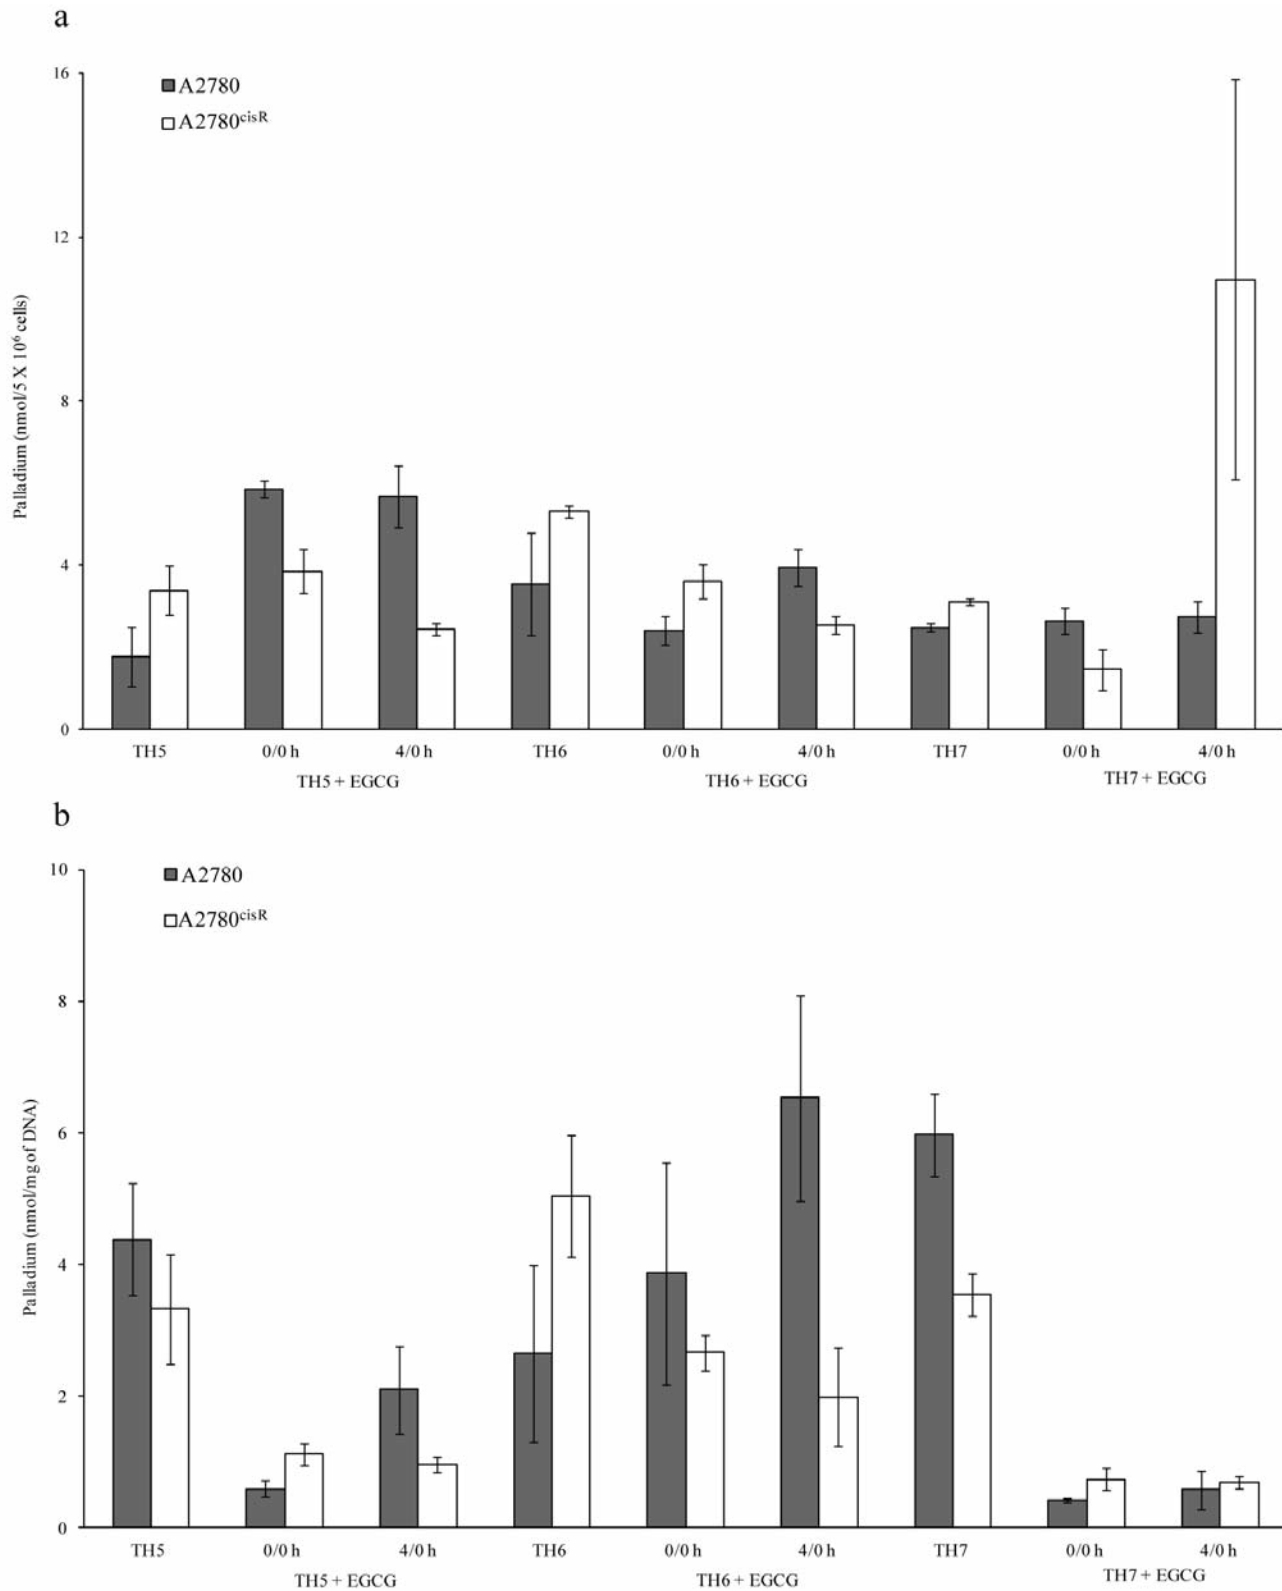 a
16
A2780
A2780cisR
12
Palladium (nmol/5 X 10⁶ cells)
8
4
0
TH5 0/0 h 4/0 h TH6 0/0 h 4/0 h TH7 0/0 h 4/0 h
TH5 + EGCG TH6 + EGCG TH7 + EGCG
b
10
A2780
A2780cisR
8
Palladium (nmol/mg of DNA)
6
4
2
0
TH5 0/0 h 4/0 h TH6 0/0 h 4/0 h TH7 0/0 h 4/0 h
TH5 + EGCG TH6 + EGCG TH7 + EGCG